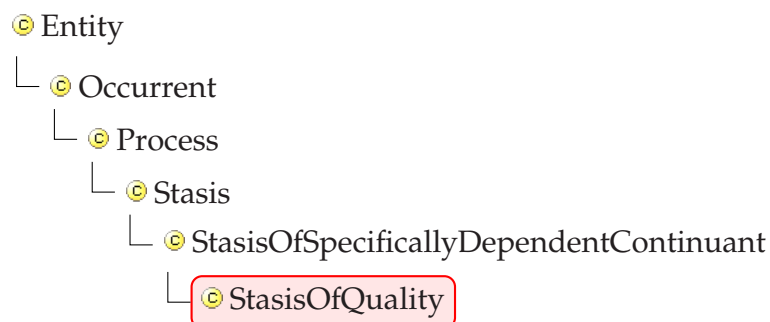 Entity
Occurrent
Process
Stasis
StasisOfSpecificallyDependentContinuant
StasisOfQuality